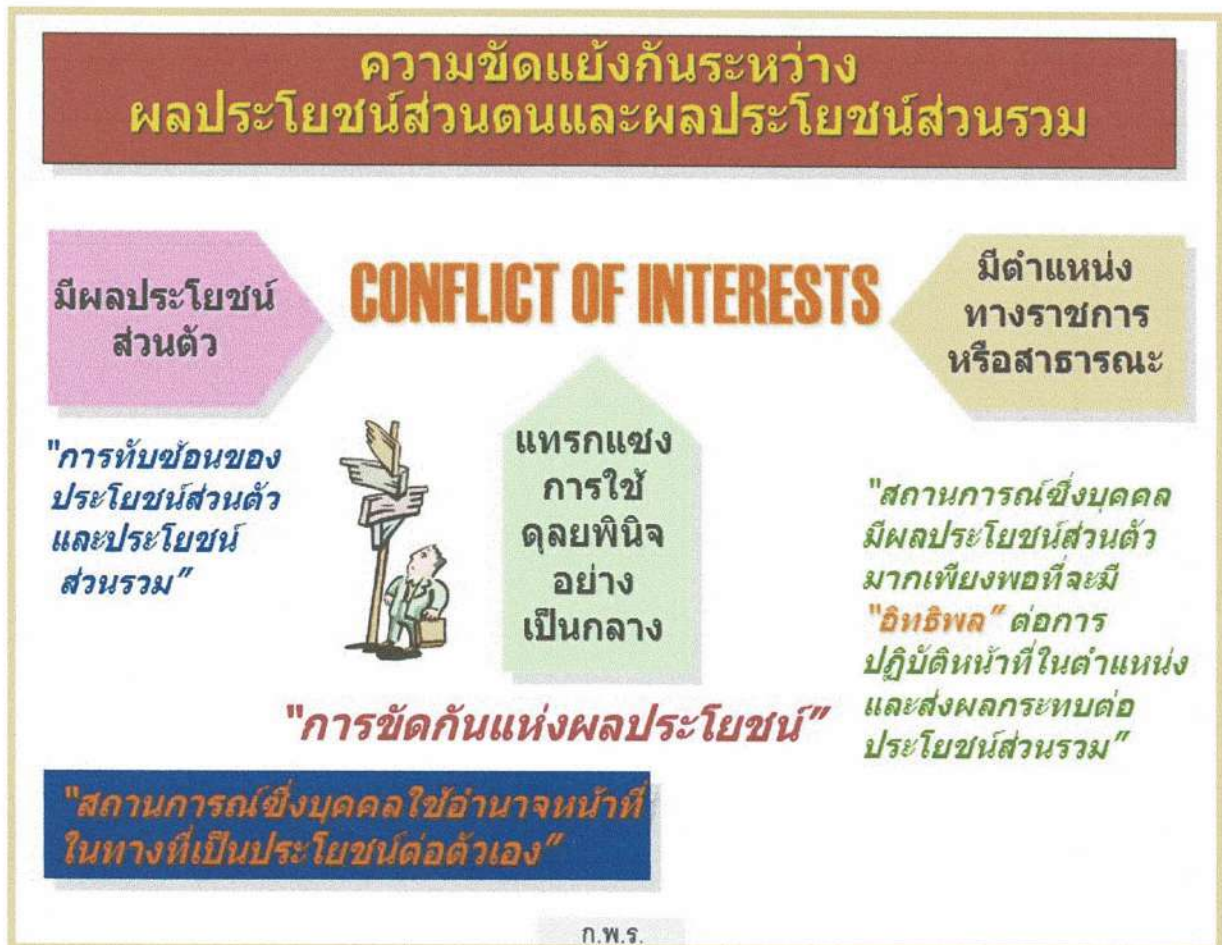 ความขัดแย้งกันระหว่าง
ผลประโยชน์ส่วนตนและผลประโยชน์ส่วนรวม
มีผลประโยชน์
ส่วนตัว
CONFLICT OF INTERESTS
มีตำแหน่ง
ทางราชการ
หรือสาธารณะ
"การทับซ้อนของ
ประโยชน์ส่วนตัว
และประโยชน์
ส่วนรวม"
แทรกแซง
การใช้
ดุลยพินิจ
อย่าง
เป็นกลาง
"สถานการณ์ซึ่งบุคคล
มีผลประโยชน์ส่วนตัว
มากเพียงพอที่จะมี
"อิทธิพล" ต่อการ
ปฏิบัติหน้าที่ในตำแหน่ง
และส่งผลกระทบต่อ
ประโยชน์ส่วนรวม"
"การขัดกันแห่งผลประโยชน์"
"สถานการณ์ซึ่งบุคคลใช้อำนาจหน้าที่
ในทางที่เป็นประโยชน์ต่อตัวเอง"
ก.พ.ร.